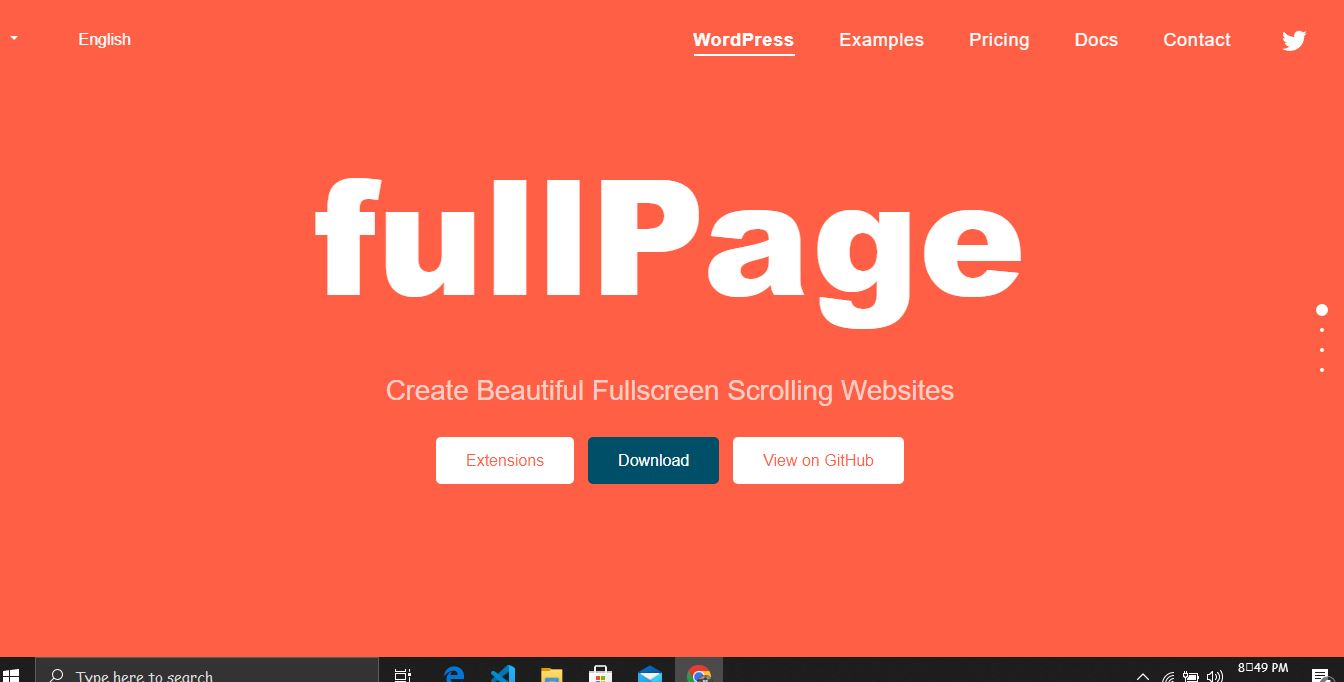 English
WordPress
Examples
Pricing
Docs
Contact
fullPage
Create Beautiful Fullscreen Scrolling Websites
Extensions
Download
View on GitHub
Type here to search
8▯49 PM